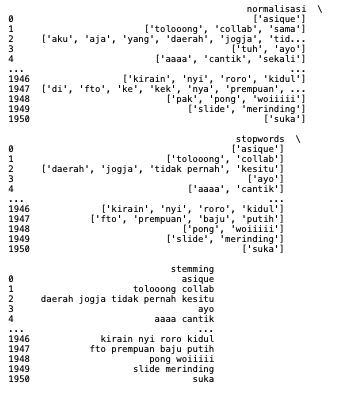 normalisasi \
0 ['asique']
1 ['tolooong', 'collab', 'sama']
2 ['aku', 'aja', 'yang', 'daerah', 'jogja', 'tid...
3 ['tuh', 'ayo']
4 ['aaaa', 'cantik', 'sekali']
... ...
1946 ['kirain', 'nyi', 'roro', 'kidul']
1947 ['di', 'fto', 'ke', 'kek', 'nya', 'prempuan', ...
1948 ['pak', 'pong', 'woiiiii']
1949 ['slide', 'merinding']
1950 ['suka']
stopwords \
0 ['asique']
1 ['tolooong', 'collab']
2 ['daerah', 'jogja', 'tidak pernah', 'kesitu']
3 ['ayo']
4 ['aaaa', 'cantik']
... ...
1946 ['kirain', 'nyi', 'roro', 'kidul']
1947 ['fto', 'prempuan', 'baju', 'putih']
1948 ['pong', 'woiiiii']
1949 ['slide', 'merinding']
1950 ['suka']
stemming
0 asique
1 tolooong collab
2 daerah jogja tidak pernah kesitu
3 ayo
4 aaaa cantik
... ...
1946 kirain nyi roro kidul
1947 fto prempuan baju putih
1948 pong woiiiii
1949 slide merinding
1950 suka